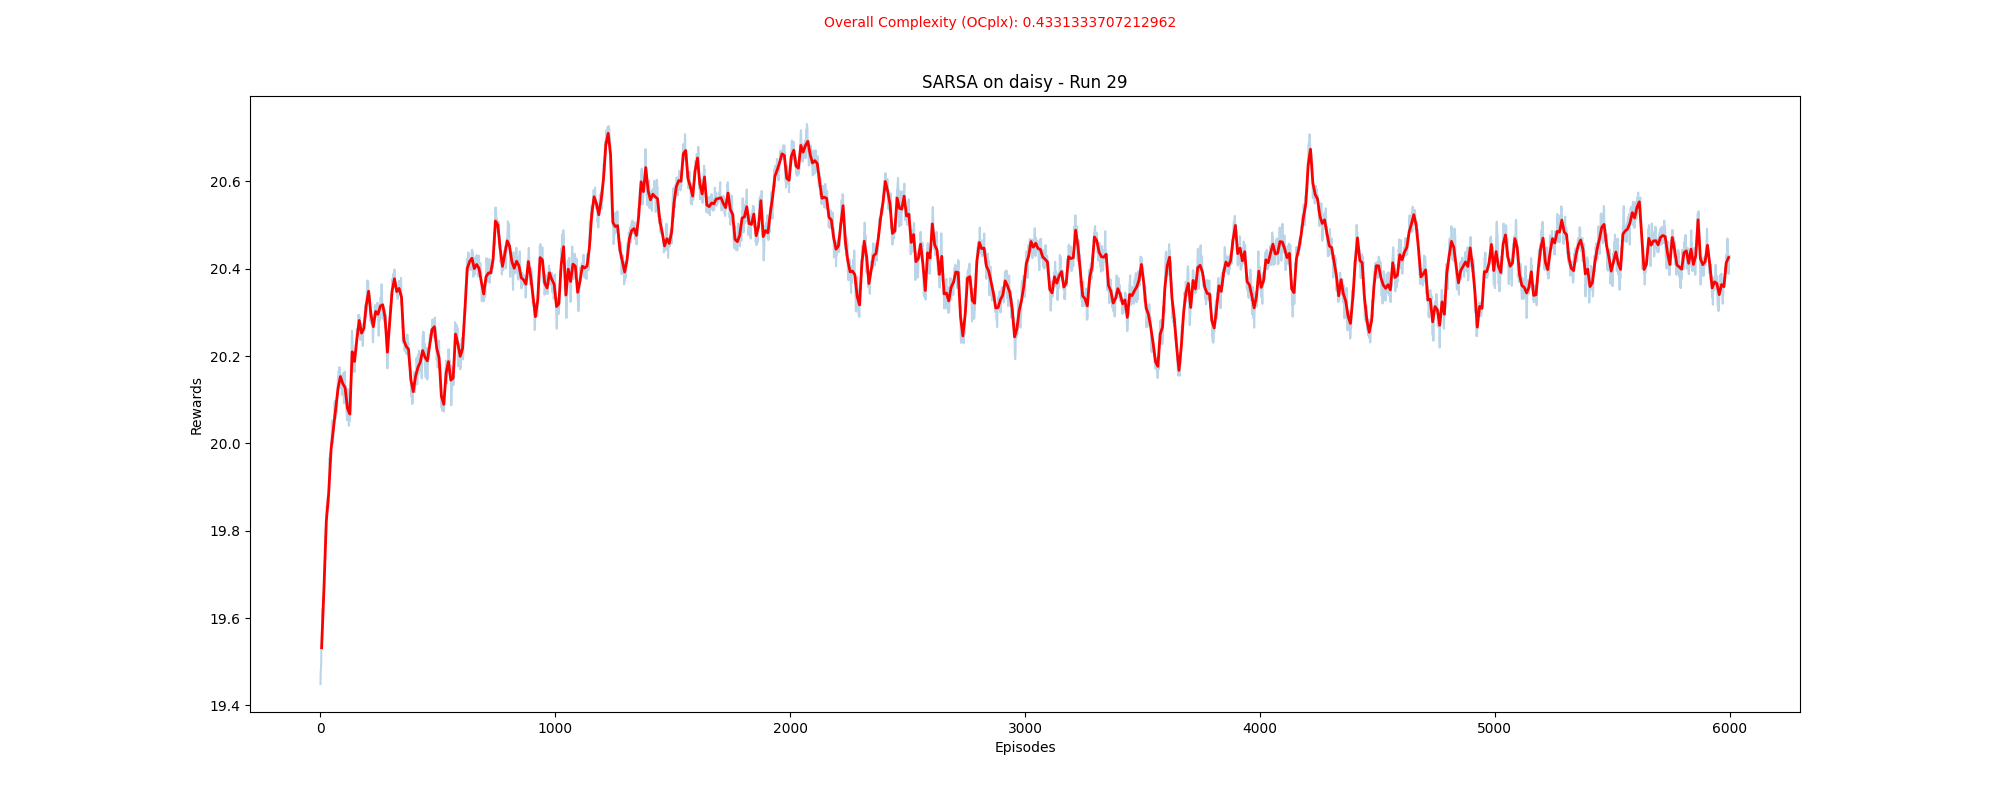 Overall Complexity (OCplx): 0.4331333707212962
SARSA on daisy - Run 29
Rewards
20.6
20.4
20.2
20.0
19.8
19.6
19.4
0 1000 2000 3000 4000 5000 6000
Episodes